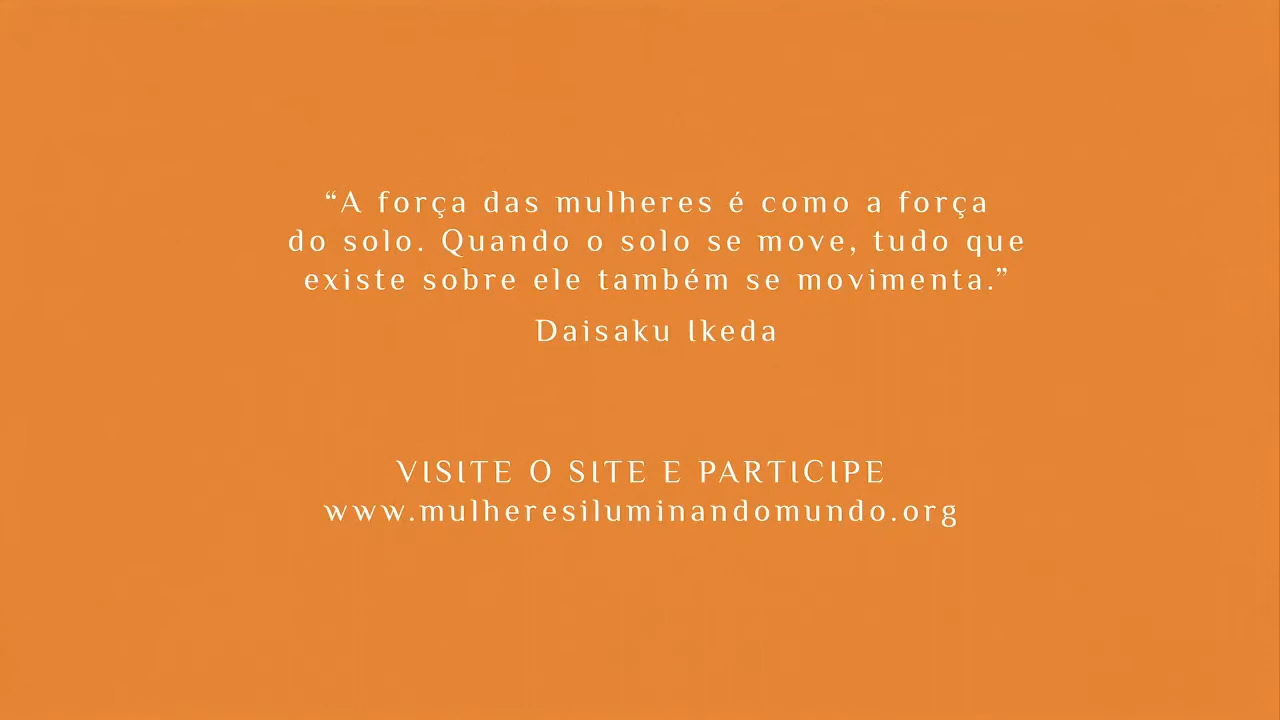 “A força das mulheres é como a força
do solo. Quando o solo se move, tudo que
existe sobre ele também se movimenta.”
Daisaku Ikeda
VISITE O SITE E PARTICIPE
www.mulheresiluminandomundo.org